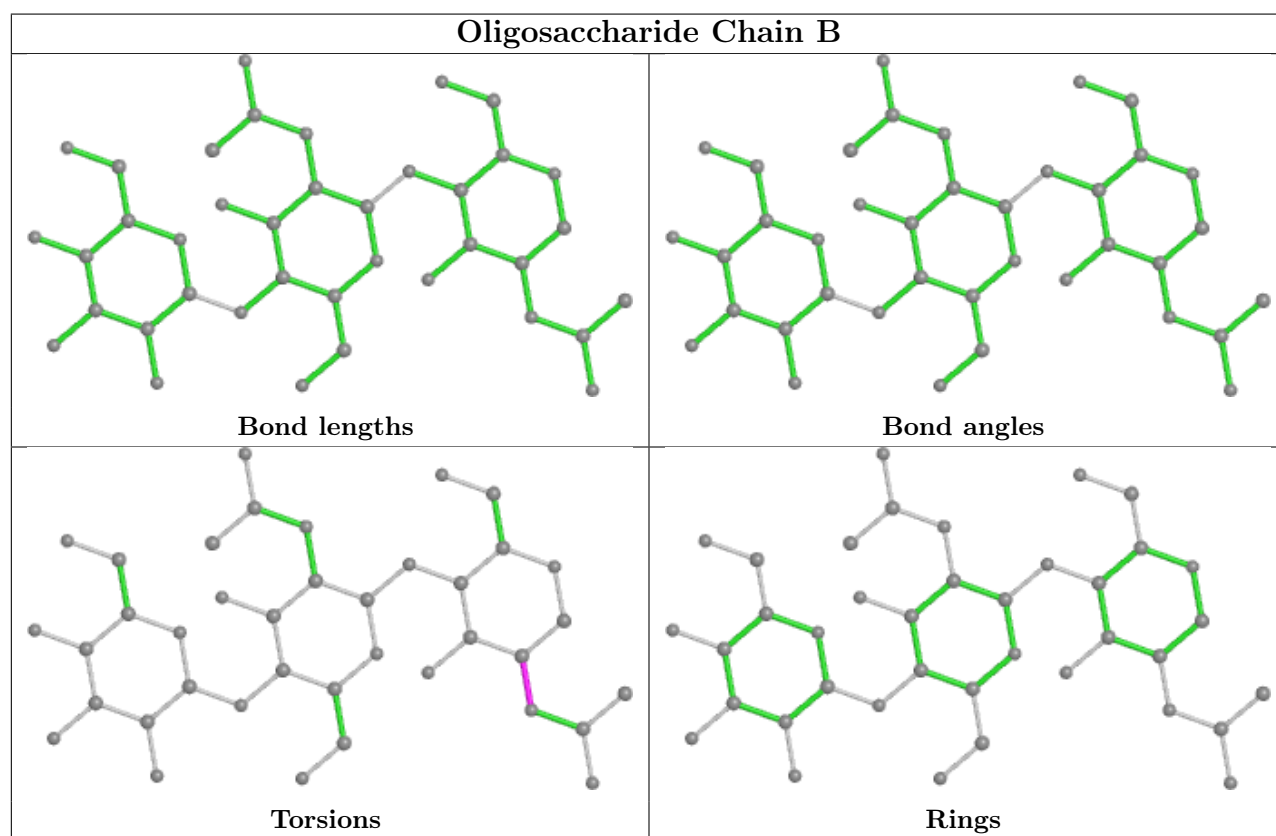 Oligosaccharide Chain B
Bond lengths
Bond angles
Torsions
Rings